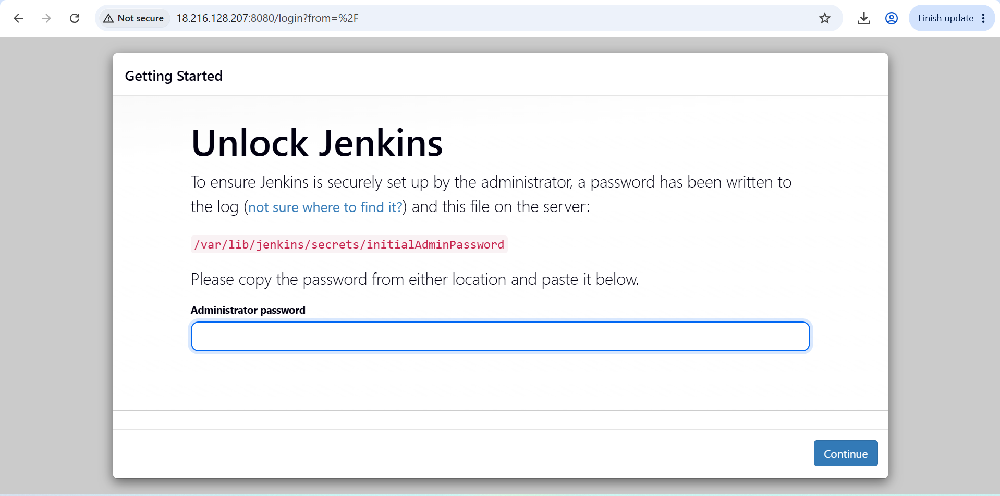 Not secure 18.216.128.207:8080/login?from=%2F Finish update
Getting Started
Unlock Jenkins
To ensure Jenkins is securely set up by the administrator, a password has been written to
the log (not sure where to find it?) and this file on the server:
/var/lib/jenkins/secrets/initialAdminPassword
Please copy the password from either location and paste it below.
Administrator password
Continue